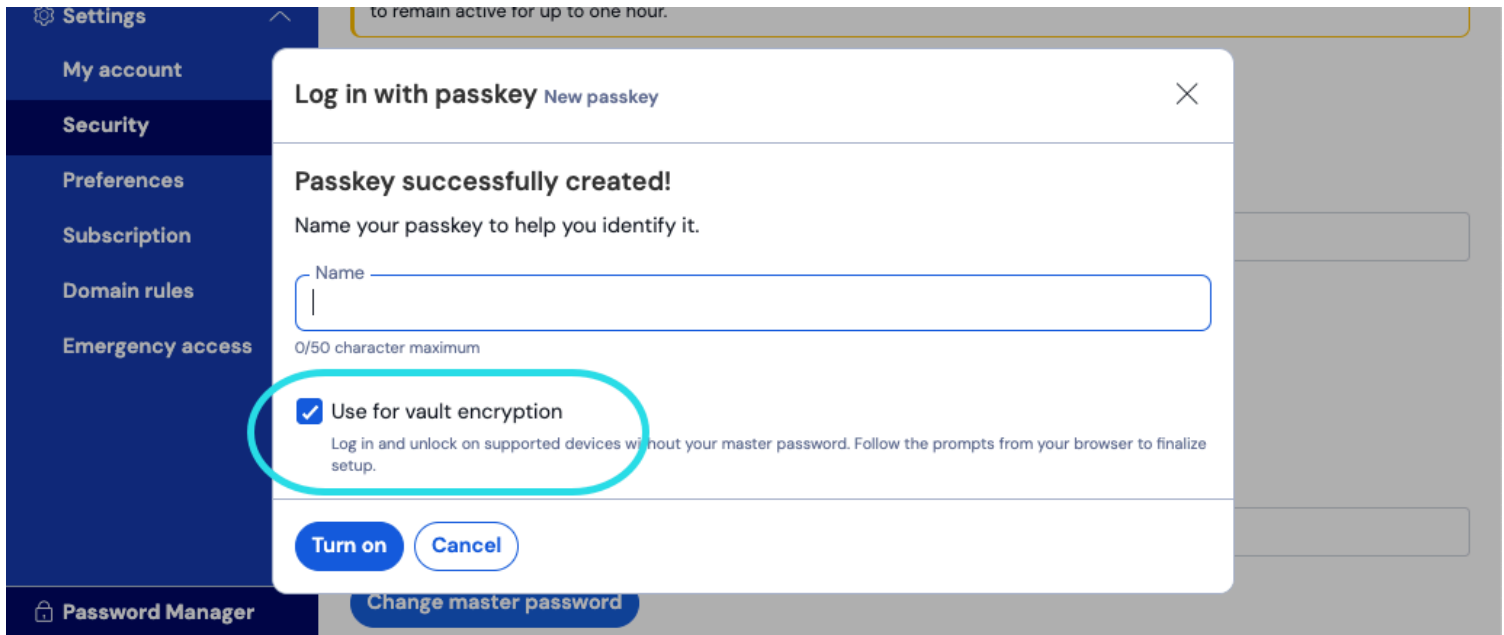 Settings
My account
Security
Preferences
Subscription
Domain rules
Emergency access
Password Manager
to remain active for up to one hour.
Log in with passkey New passkey
Passkey successfully created!
Name your passkey to help you identify it.
Name
0/50 character maximum
Use for vault encryption
Log in and unlock on supported devices without your master password. Follow the prompts from your browser to finalize
setup.
Turn on
Cancel
Change master password